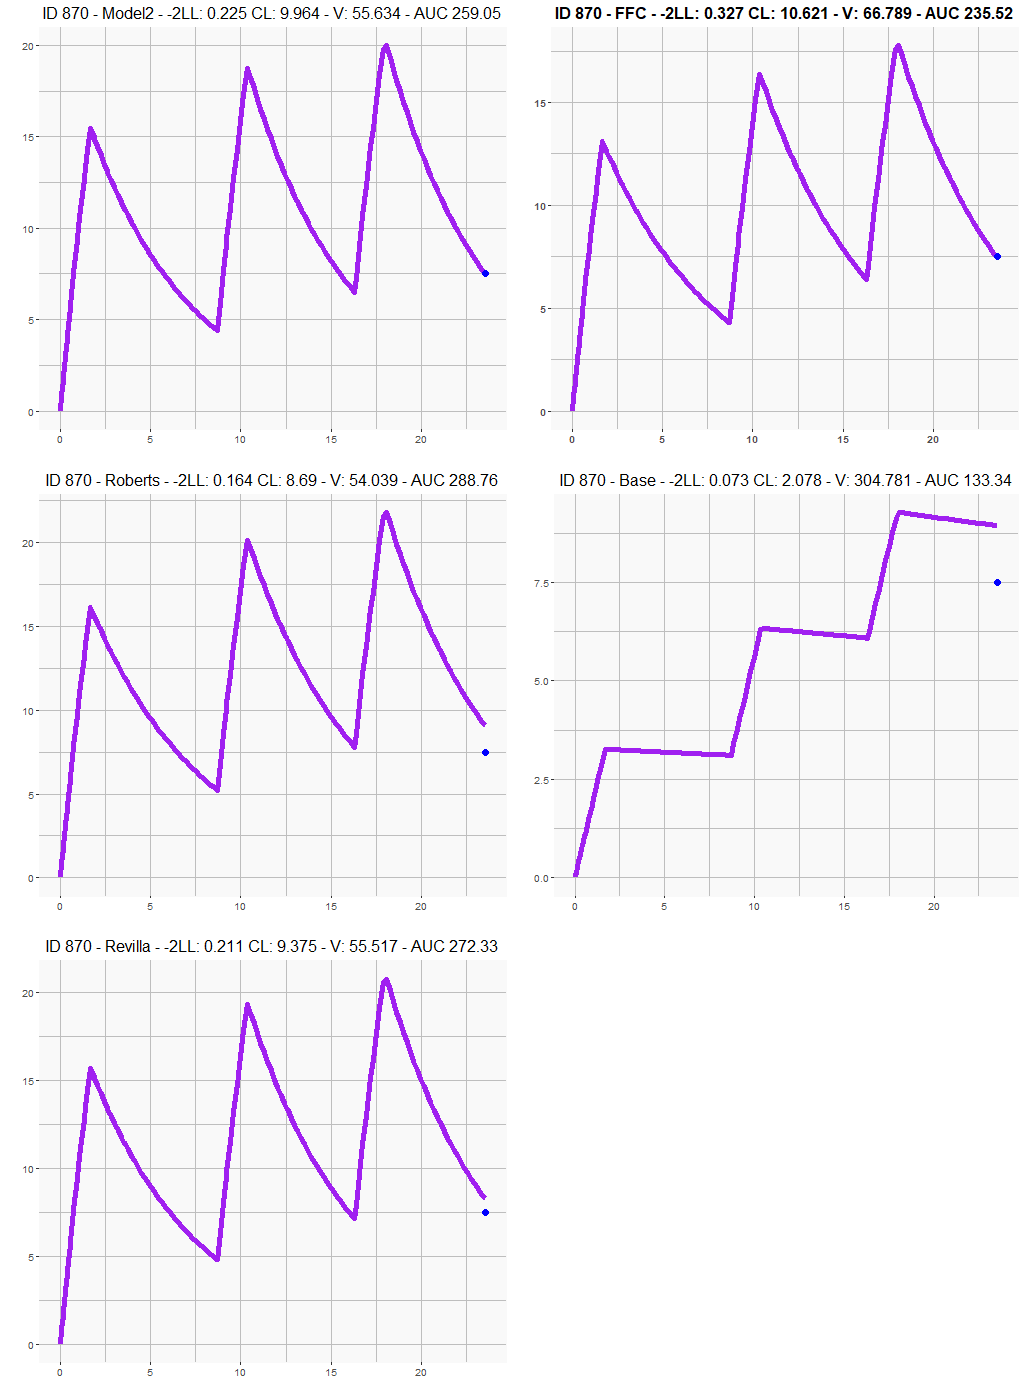 ID 870 - Model2 - -2LL: 0.225 CL: 9.964 - V: 55.634 - AUC 259.05
20
15
10
5
0
0 5 10 15 20
ID 870 - FFC - -2LL: 0.327 CL: 10.621 - V: 66.789 - AUC 235.52
15
10
5
0
0 5 10 15 20
ID 870 - Roberts - -2LL: 0.164 CL: 8.69 - V: 54.039 - AUC 288.76
20
15
10
5
0
0 5 10 15 20
ID 870 - Base - -2LL: 0.073 CL: 2.078 - V: 304.781 - AUC 133.34
7.5
5.0
2.5
0.0
0 5 10 15 20
ID 870 - Revilla - -2LL: 0.211 CL: 9.375 - V: 55.517 - AUC 272.33
20
15
10
5
0
0 5 10 15 20